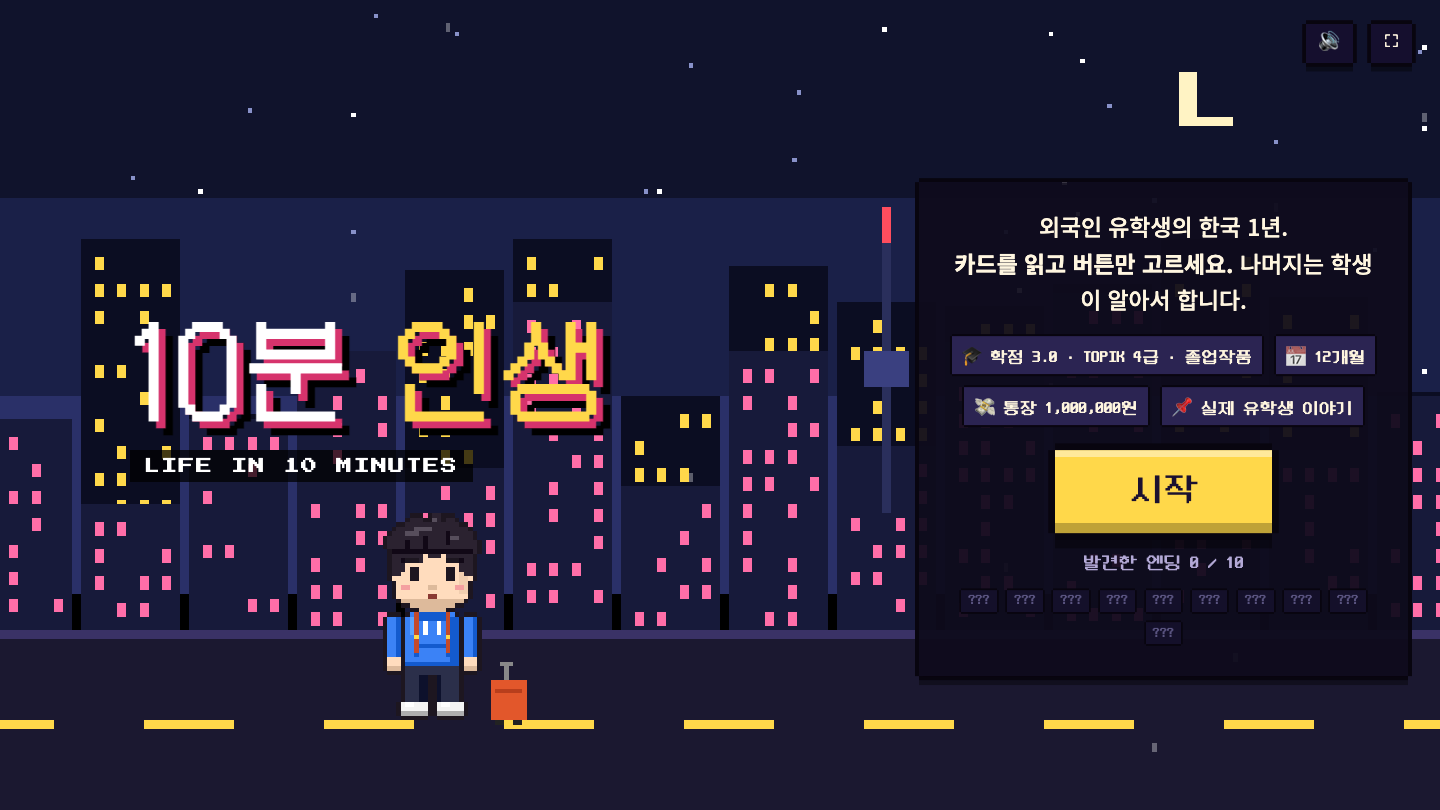 외국인 유학생의 한국 1년.
카드를 읽고 버튼만 고르세요. 나머지는 학생
이 알아서 합니다.
10분 인생
LIFE IN 10 MINUTES
🎓 학점 3.0 · TOPIK 4급 · 졸업작품
📅 17 12개월
💸 통장 1,000,000원
📌 실제 유학생 이야기
시작
발견한 엔딩 0 / 10
??? ??? ??? ??? ??? ??? ??? ??? ???
???